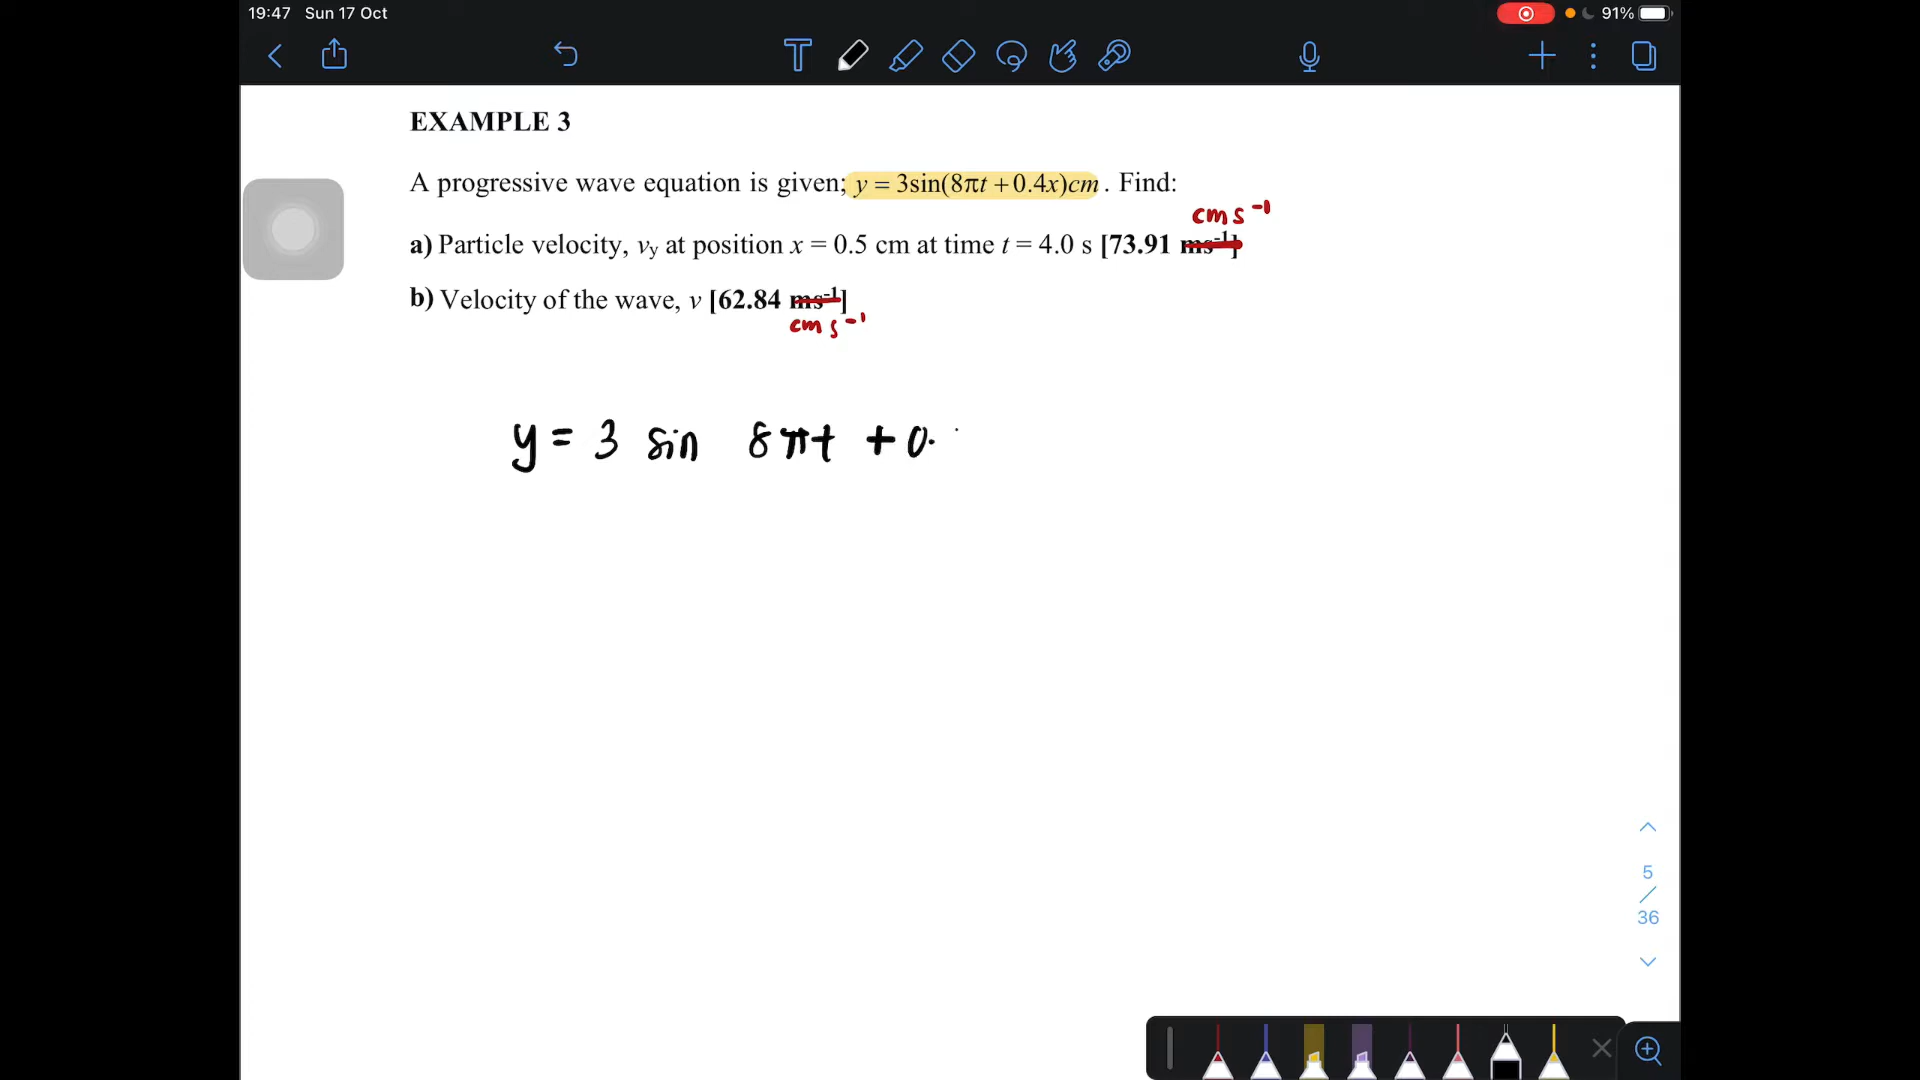 19:47 Sun 17 Oct 91%
EXAMPLE 3
A progressive wave equation is given; y = 3sin(8πt + 0.4x)cm . Find:
cm s⁻¹
a) Particle velocity, vy at position x = 0.5 cm at time t = 4.0 s [73.91 ms⁻¹]
b) Velocity of the wave, v [62.84 ms⁻¹]
cm s⁻¹
y = 3 sin 8πt + 0.
5
/
36